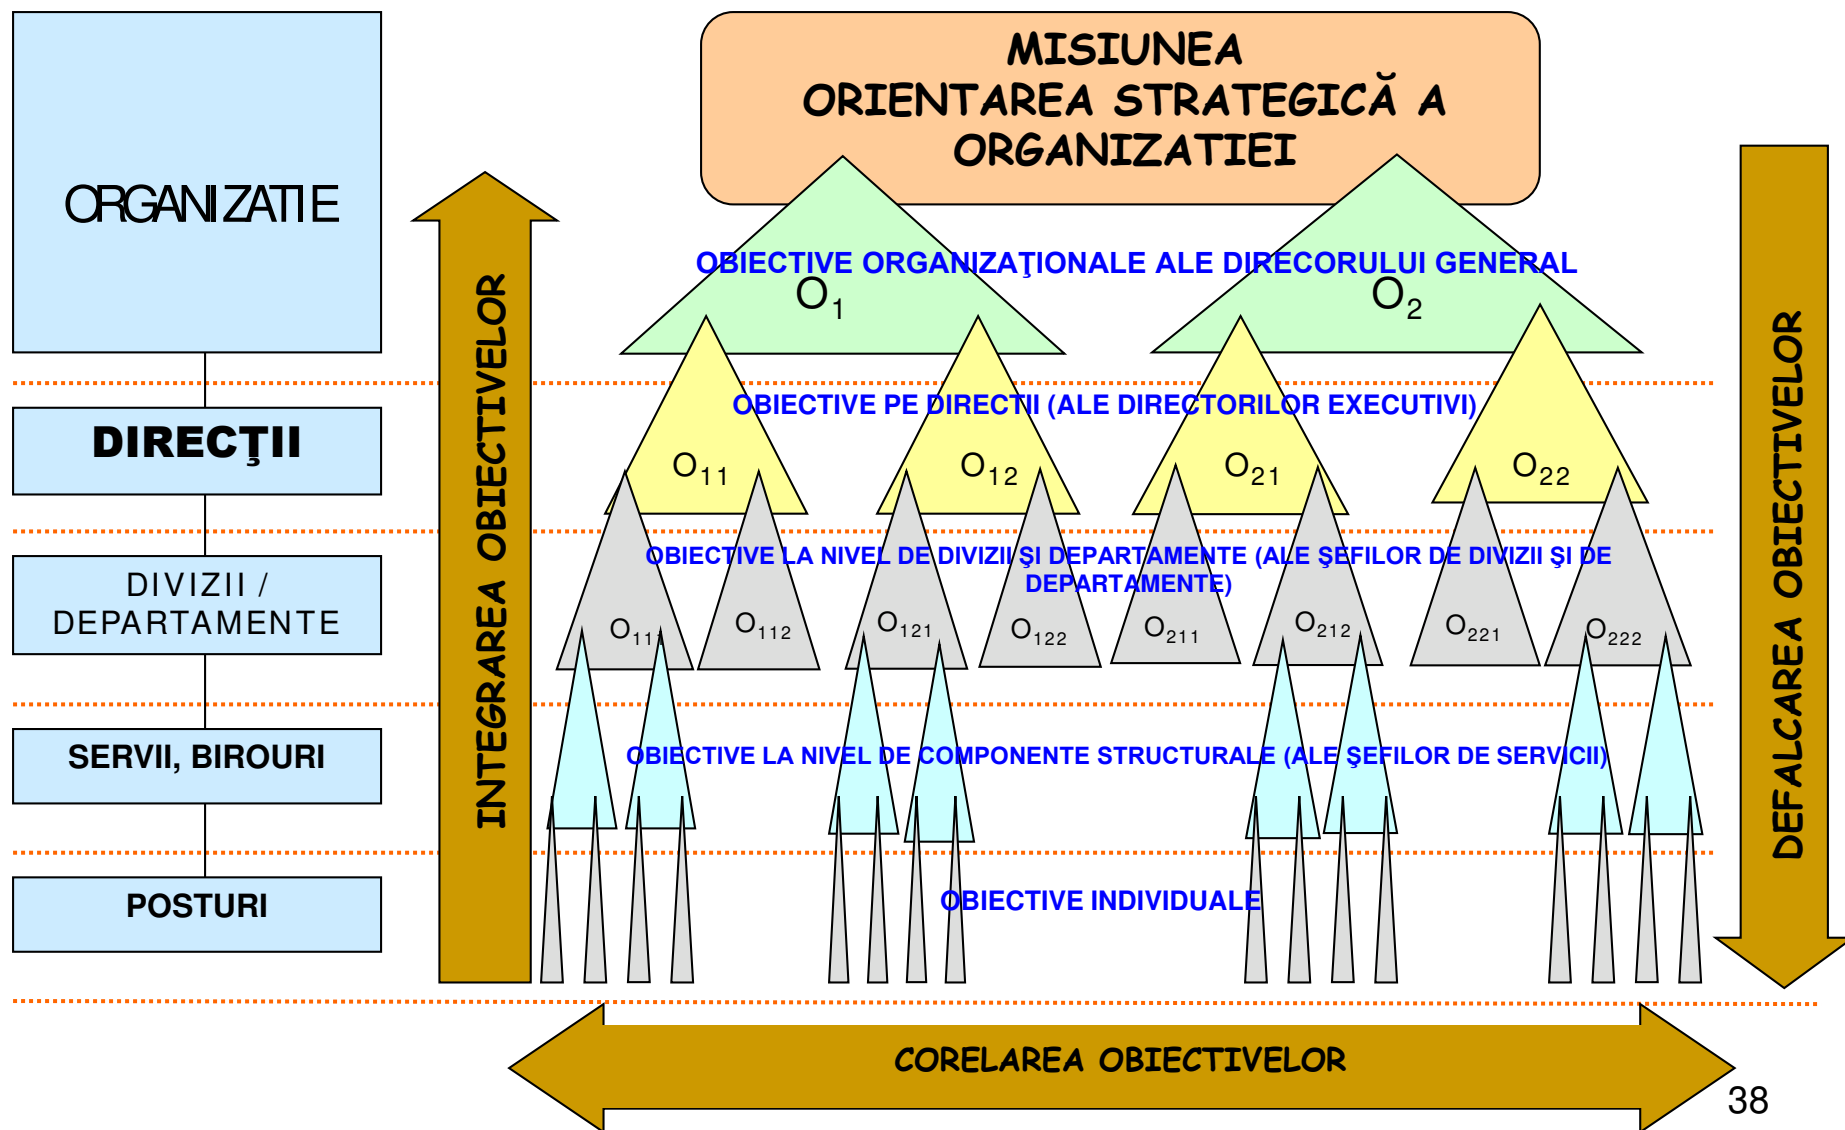 MISIUNEA
ORIENTAREA STRATEGICĂ A
ORGANIZATIEI
ORGANIZATIE
OBIECTIVE ORGANIZAŢIONALE ALE DIRECORULUI GENERAL
O1
O2
INTEGRAREA OBIECTIVELOR
DEFALCAREA OBIECTIVELOR
OBIECTIVE PE DIRECTII (ALE DIRECTORILOR EXECUTIVI)
DIRECŢII
O11
O12
O21
O22
OBIECTIVE LA NIVEL DE DIVIZII ŞI DEPARTAMENTE (ALE ŞEFILOR DE DIVIZII ŞI DE
DEPARTAMENTE)
DIVIZII /
DEPARTAMENTE
O111
O112
O121
O122
O211
O212
O221
O222
SERVII, BIROURI
OBIECTIVE LA NIVEL DE COMPONENTE STRUCTURALE (ALE ŞEFILOR DE SERVICII)
POSTURI
OBIECTIVE INDIVIDUALE
CORELAREA OBIECTIVELOR
38